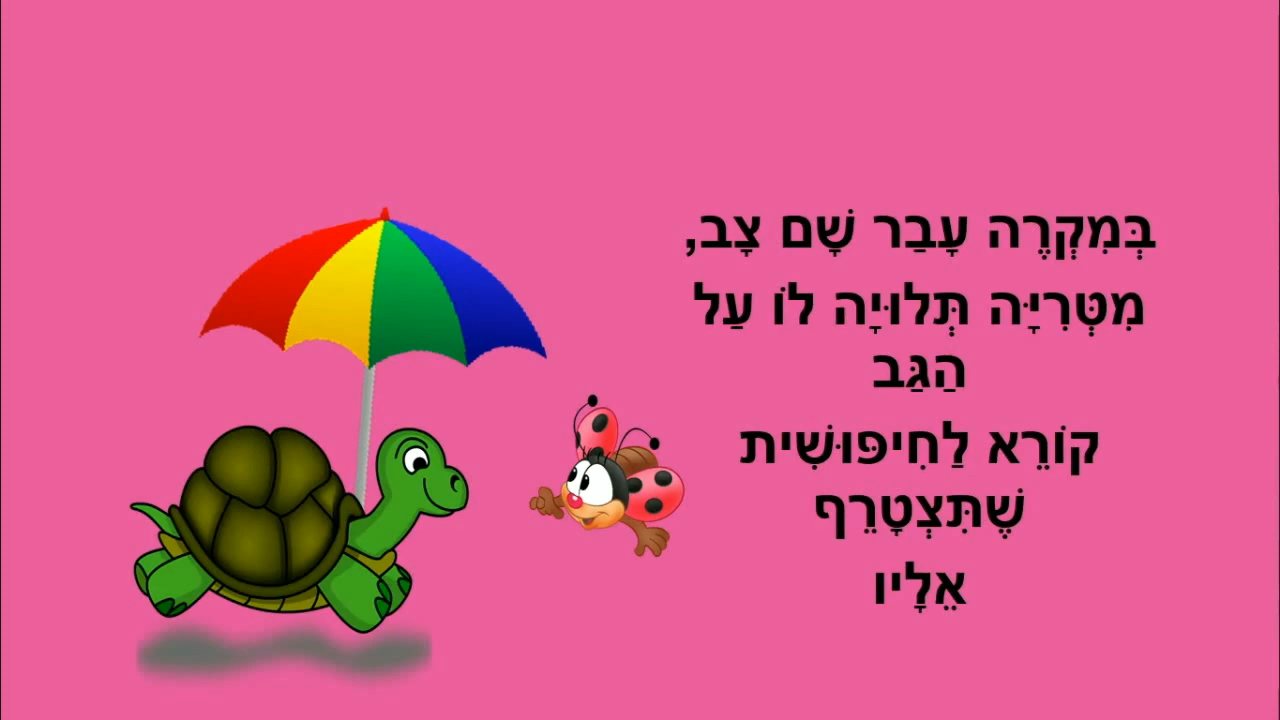 בְּמִקְרֶה עָבַר שָׁם צָב,
מִטְּרִיָּה תְּלוּיָה לוֹ עַל
הַגַּב
קוֹרֵא לַחִיפּוּשִׁית
שֶׁתִּצְטָרֵף
אֵלָיו